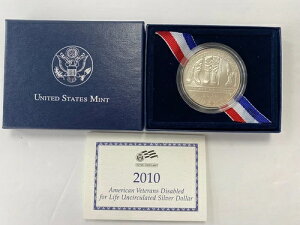 UNITED STATES MINT
2010
American Veterans Disabled
for Life Uncirculated Silver Dollar